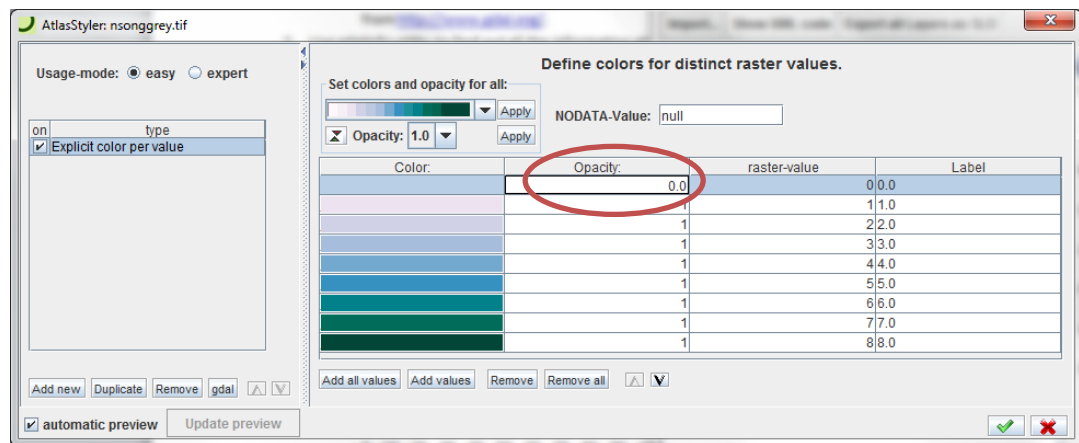 AtlasStyler: nsonggrey.tif
Usage-mode: easy expert
on type
Explicit color per value
Add new Duplicate Remove gdal
automatic preview Update preview
Define colors for distinct raster values.
Set colors and opacity for all:
Apply
NODATA-Value: null
Opacity: 1.0 Apply
Color: Opacity: raster-value Label
0.0 0 0.0
1 1 1.0
1 2 2.0
1 3 3.0
1 4 4.0
1 5 5.0
1 6 6.0
1 7 7.0
1 8 8.0
Add all values Add values Remove Remove all